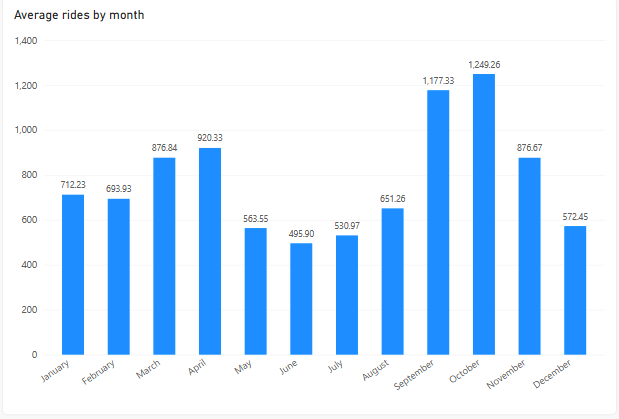 Average rides by month
1,400
1,200
1,000
800
600
400
200
0
712.23
693.93
876.84
920.33
563.55
495.90
530.97
651.26
1,177.33
1,249.26
876.67
572.45
January
February
March
April
May
June
July
August
September
October
November
December